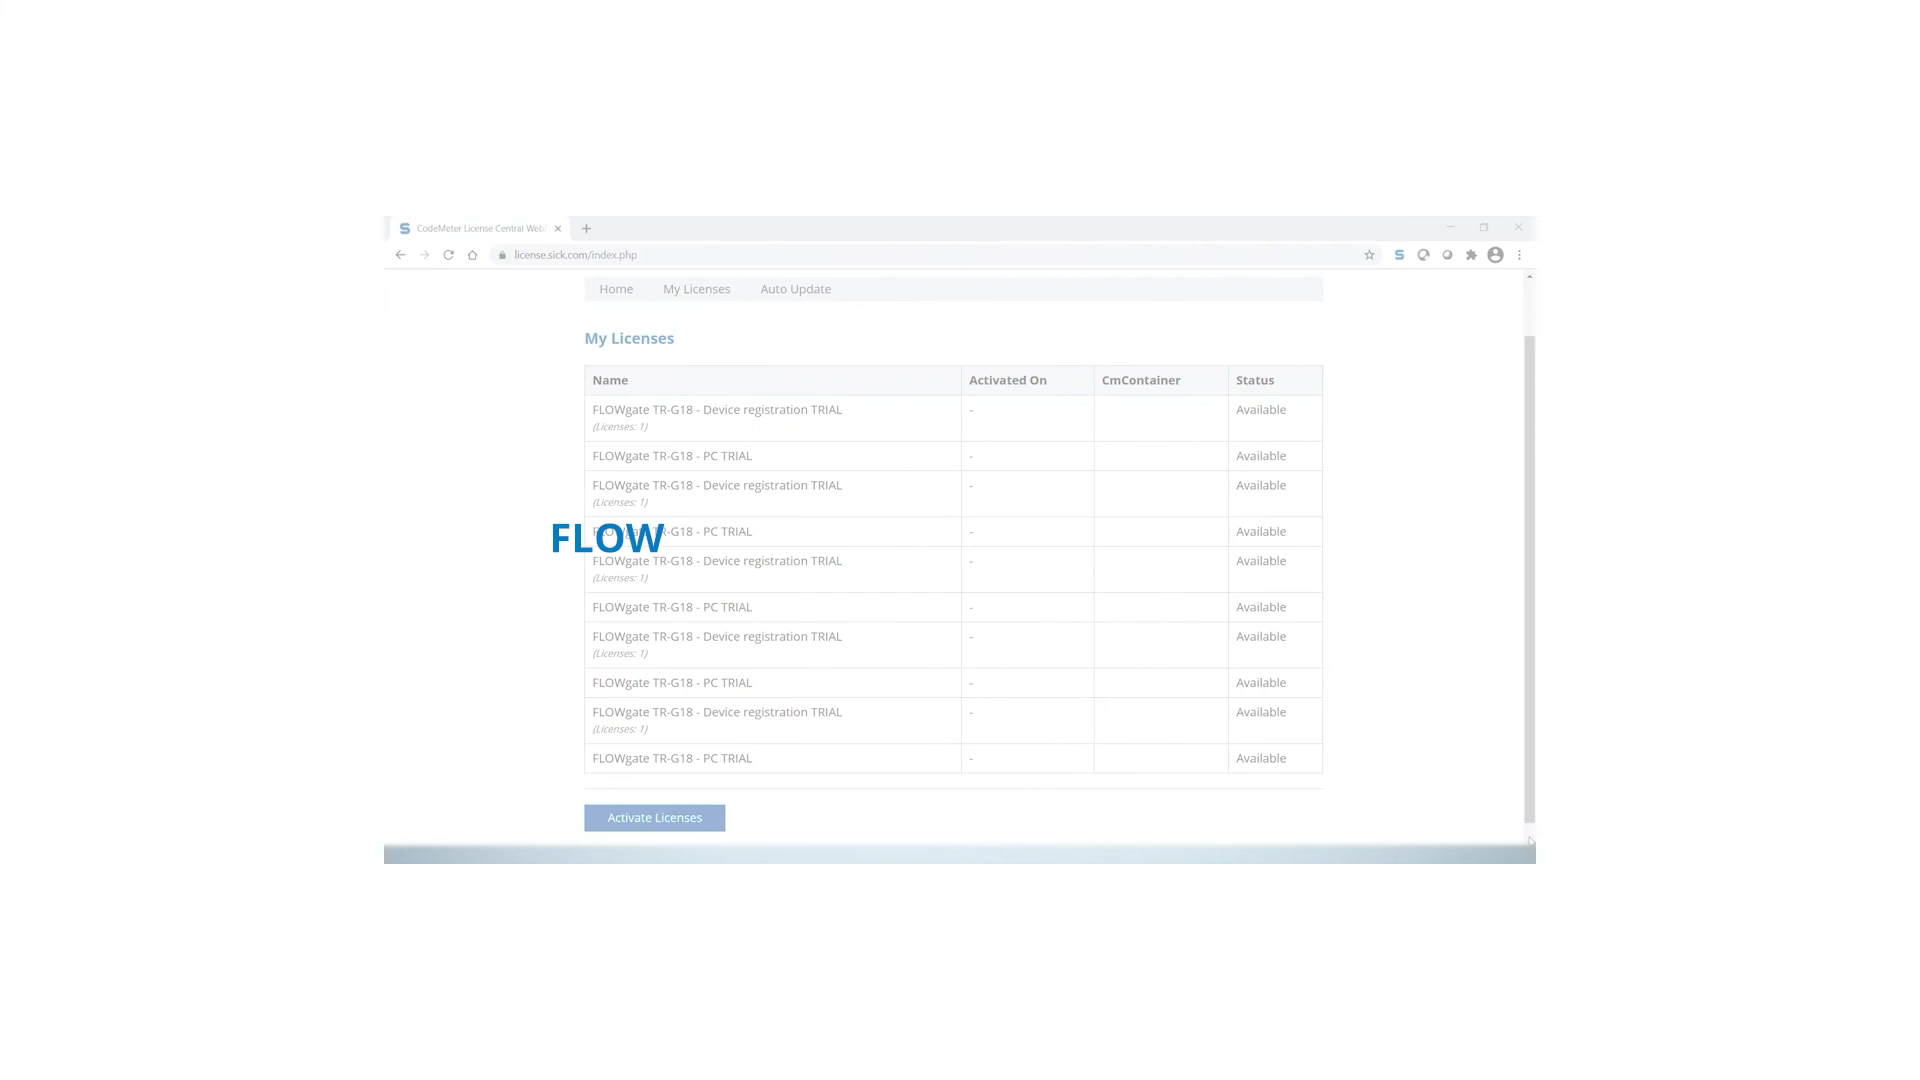 CodeMeter License Central Web
license.sick.com/index.php
Home My Licenses Auto Update
My Licenses
Name Activated On CmContainer Status
FLOWgate TR-G18 - Device registration TRIAL - Available
(Licenses: 1)
FLOWgate TR-G18 - PC TRIAL - Available
FLOWgate TR-G18 - Device registration TRIAL - Available
(Licenses: 1)
FLOW
FLOWgate TR-G18 - PC TRIAL - Available
FLOWgate TR-G18 - Device registration TRIAL - Available
(Licenses: 1)
FLOWgate TR-G18 - PC TRIAL - Available
FLOWgate TR-G18 - Device registration TRIAL - Available
(Licenses: 1)
FLOWgate TR-G18 - PC TRIAL - Available
FLOWgate TR-G18 - Device registration TRIAL - Available
(Licenses: 1)
FLOWgate TR-G18 - PC TRIAL - Available
Activate Licenses